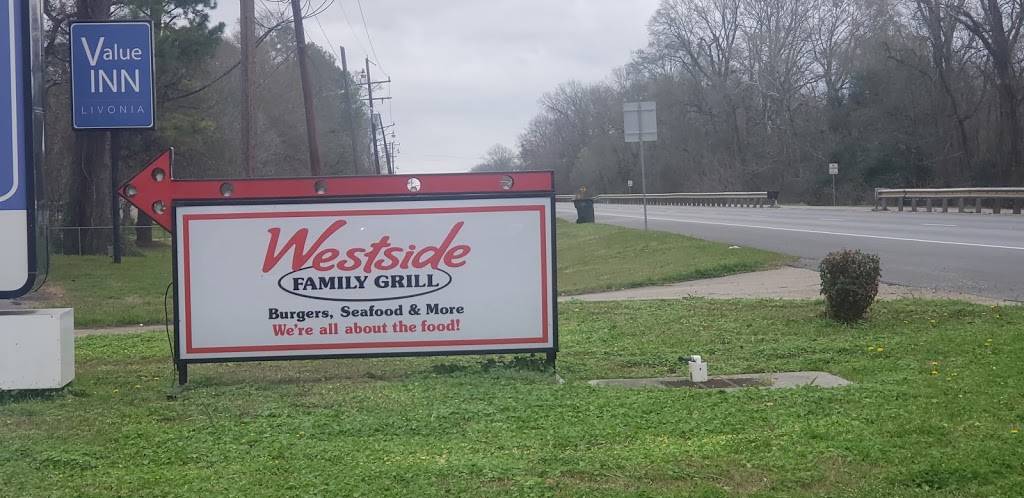 Value
INN
LIVONIA
Westside
FAMILY GRILL
Burgers, Seafood & More
We're all about the food!